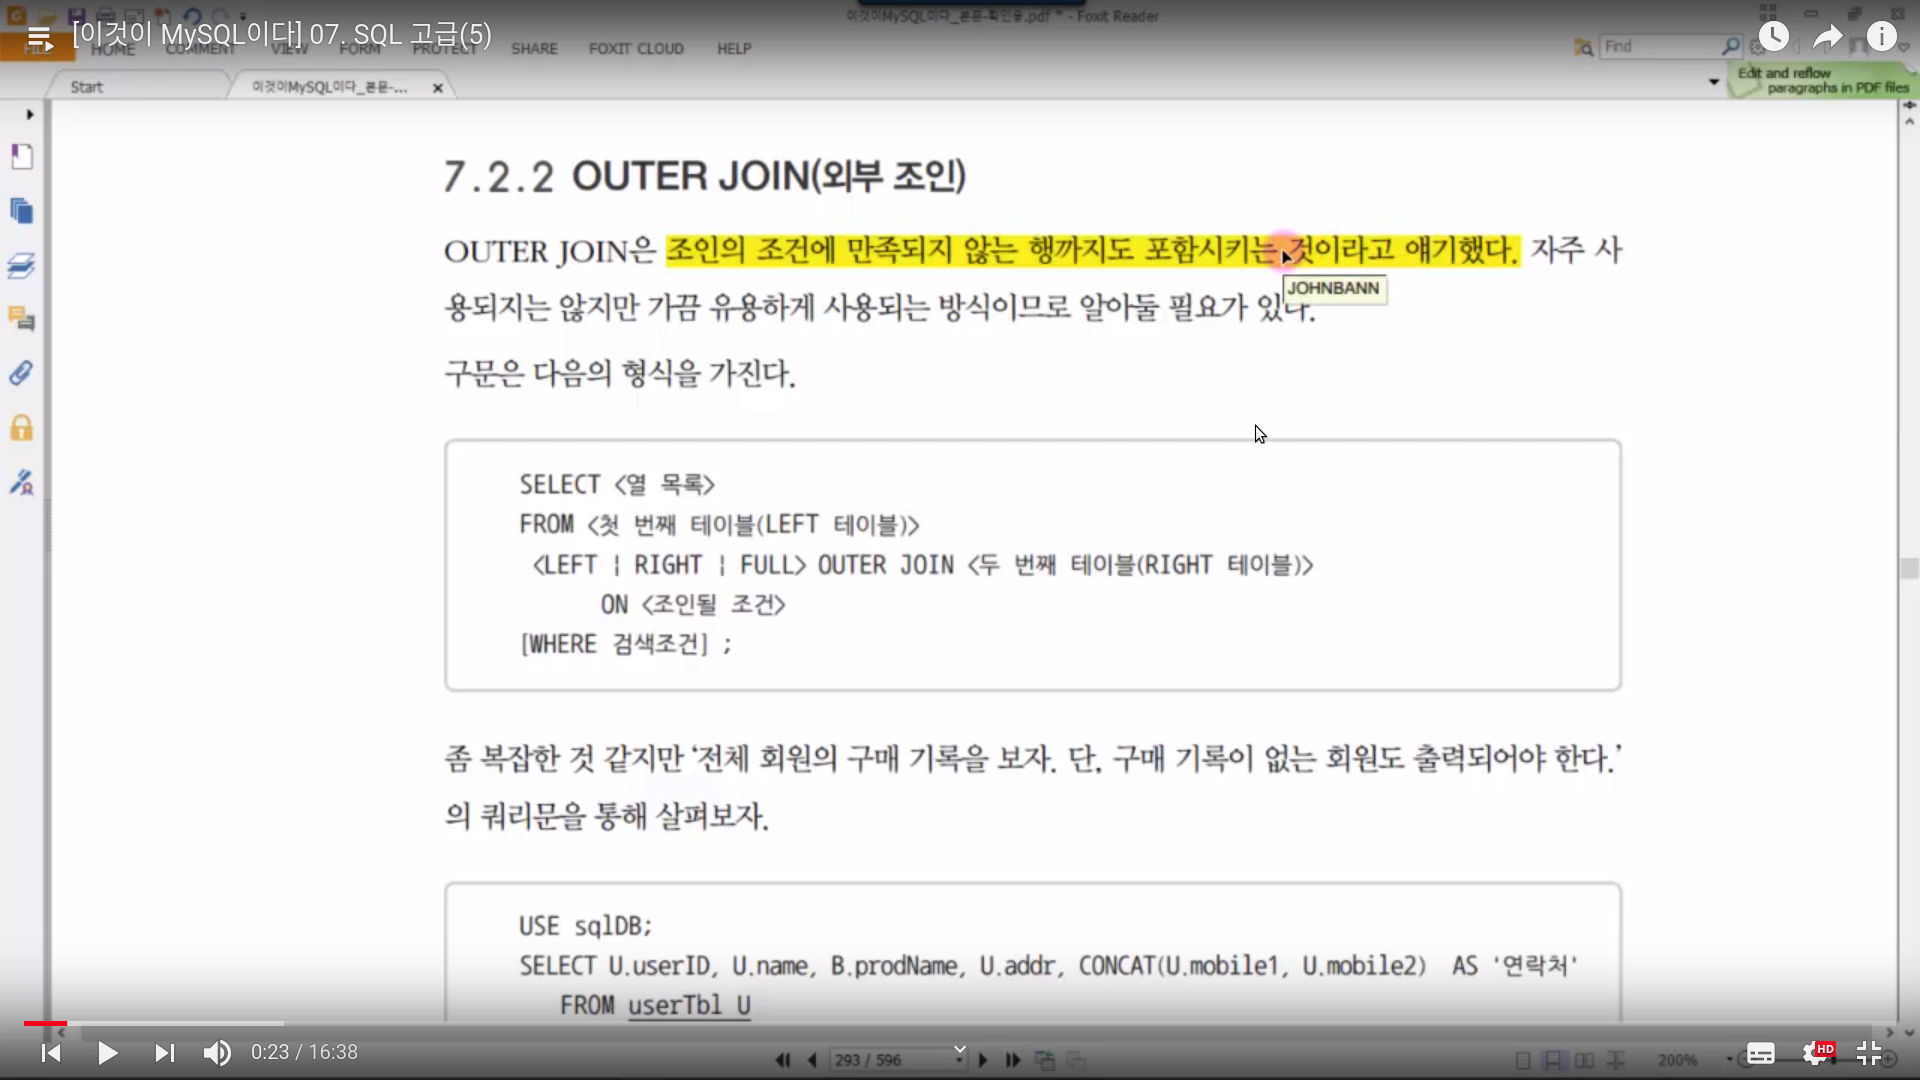 [이것이 MySQL이다] 07. SQL 고급(5)
이것이MySQL이다_본문-확인용.pdf * - Foxit Reader
FILE HOME COMMENT VIEW FORM PROTECT SHARE FOXIT CLOUD HELP
Find
Start
이것이MySQL이다_본문-...
Edit and reflow
paragraphs in PDF files
7.2.2 OUTER JOIN(외부 조인)
OUTER JOIN은 조인의 조건에 만족되지 않는 행까지도 포함시키는 것이라고 얘기했다. 자주 사
JOHNBANN
용되지는 않지만 가끔 유용하게 사용되는 방식이므로 알아둘 필요가 있다.
구문은 다음의 형식을 가진다.
SELECT <열 목록>
FROM <첫 번째 테이블(LEFT 테이블)>
<LEFT | RIGHT | FULL> OUTER JOIN <두 번째 테이블(RIGHT 테이블)>
ON <조인될 조건>
[WHERE 검색조건] ;
좀 복잡한 것 같지만 ‘전체 회원의 구매 기록을 보자. 단, 구매 기록이 없는 회원도 출력되어야 한다.’
의 쿼리문을 통해 살펴보자.
USE sqlDB;
SELECT U.userID, U.name, B.prodName, U.addr, CONCAT(U.mobile1, U.mobile2) AS '연락처'
FROM userTbl U
0:23 / 16:38
293 / 596
200%
HD